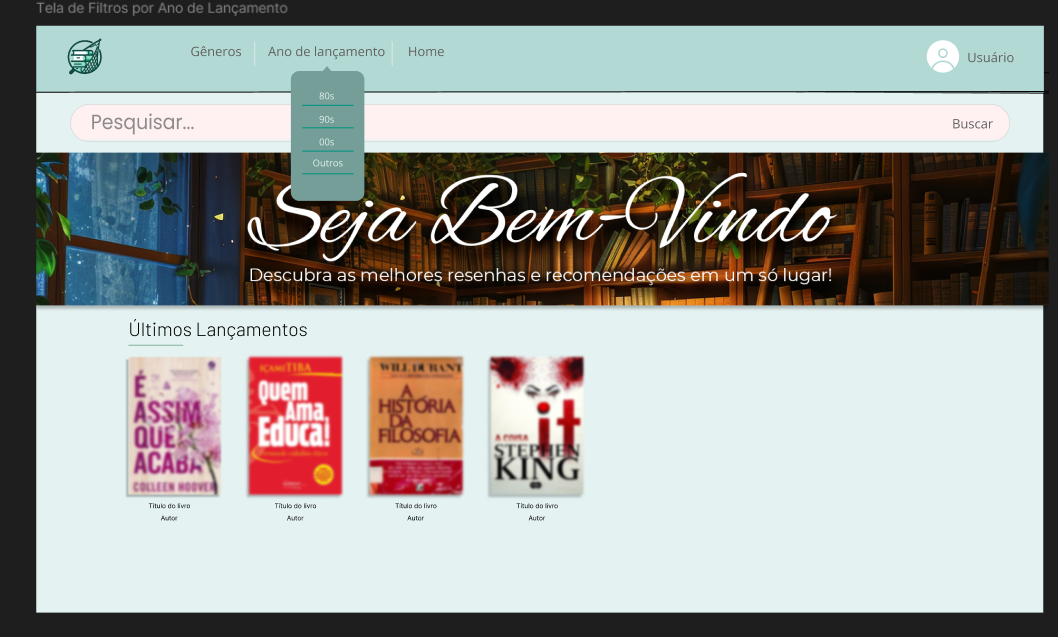 Tela de Filtros por Ano de Lançamento
Gêneros
Ano de lançamento
Home
Usuário
80s
90s
00s
Outros
Pesquisar...
Buscar
Seja Bem-Vindo
Descubra as melhores resenhas e recomendações em um só lugar!
Últimos Lançamentos
É
ASSIM
QUE
ACABA
COLLEEN HOOVER
IÇAMI TIBA
Quem
Ama,
Educa!
WILL DURANT
A
HISTÓRIA
DA
FILOSOFIA
it
A COISA
STEPHEN
KING
Título do livro
Autor
Título do livro
Autor
Título do livro
Autor
Título do livro
Autor